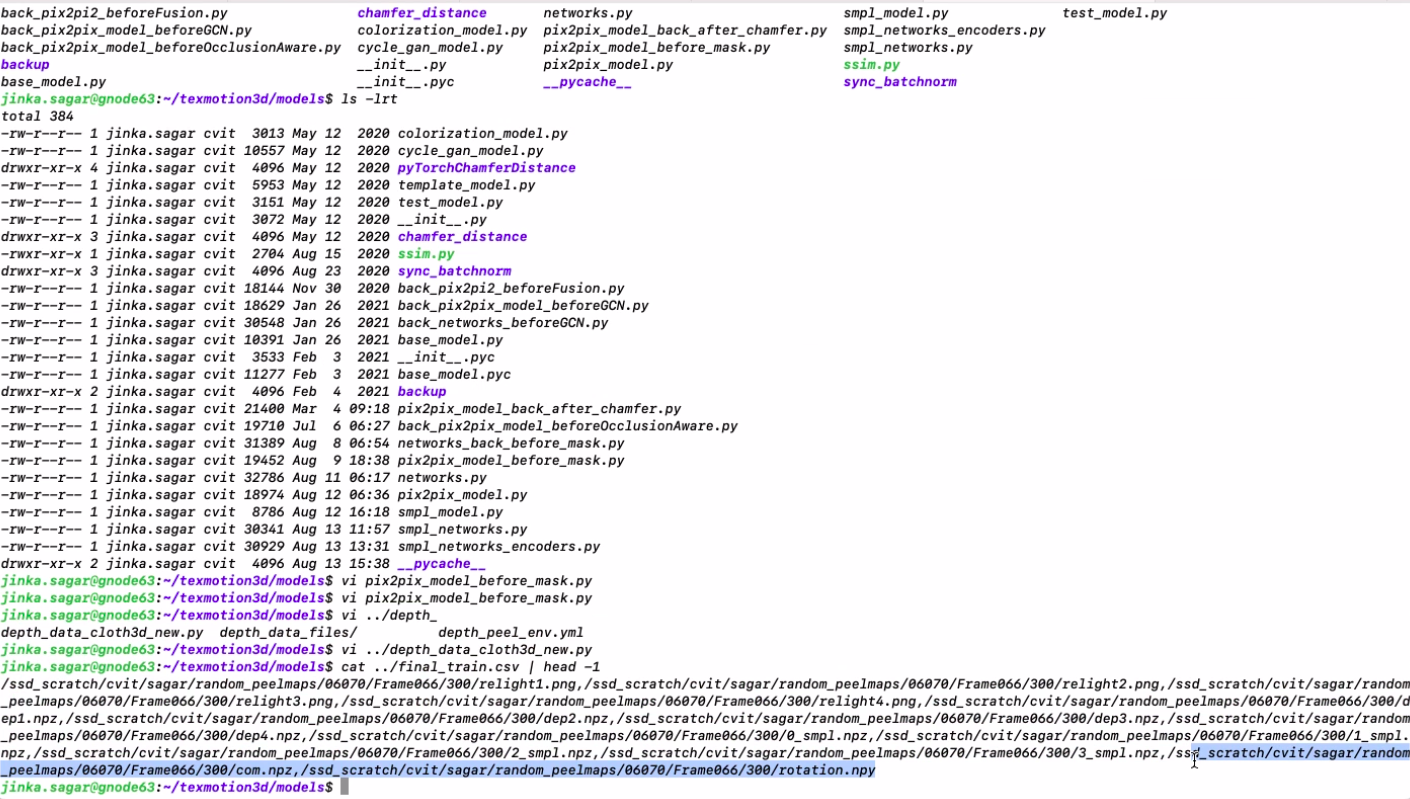 back_pix2pi2_beforeFusion.py chamfer_distance networks.py smpl_model.py test_model.py
back_pix2pix_model_beforeGCN.py colorization_model.py pix2pix_model_back_after_chamfer.py smpl_networks_encoders.py
back_pix2pix_model_beforeOcclusionAware.py cycle_gan_model.py pix2pix_model_before_mask.py smpl_networks.py
backup __init__.py pix2pix_model.py ssim.py
base_model.py __init__.pyc __pycache__ sync_batchnorm
jinka.sagar@gnode63:~/texmotion3d/models$ ls -lrt
total 384
-rw-r--r-- 1 jinka.sagar cvit 3013 May 12 2020 colorization_model.py
-rw-r--r-- 1 jinka.sagar cvit 10557 May 12 2020 cycle_gan_model.py
drwxr-xr-x 4 jinka.sagar cvit 4096 May 12 2020 pyTorchChamferDistance
-rw-r--r-- 1 jinka.sagar cvit 5953 May 12 2020 template_model.py
-rw-r--r-- 1 jinka.sagar cvit 3151 May 12 2020 test_model.py
-rw-r--r-- 1 jinka.sagar cvit 3072 May 12 2020 __init__.py
drwxr-xr-x 3 jinka.sagar cvit 4096 May 12 2020 chamfer_distance
-rwxr-xr-x 1 jinka.sagar cvit 2704 Aug 15 2020 ssim.py
drwxr-xr-x 3 jinka.sagar cvit 4096 Aug 23 2020 sync_batchnorm
-rw-r--r-- 1 jinka.sagar cvit 18144 Nov 30 2020 back_pix2pi2_beforeFusion.py
-rw-r--r-- 1 jinka.sagar cvit 18629 Jan 26 2021 back_pix2pix_model_beforeGCN.py
-rw-r--r-- 1 jinka.sagar cvit 30548 Jan 26 2021 back_networks_beforeGCN.py
-rw-r--r-- 1 jinka.sagar cvit 10391 Jan 26 2021 base_model.py
-rw-r--r-- 1 jinka.sagar cvit 3533 Feb 3 2021 __init__.pyc
-rw-r--r-- 1 jinka.sagar cvit 11277 Feb 3 2021 base_model.pyc
drwxr-xr-x 2 jinka.sagar cvit 4096 Feb 4 2021 backup
-rw-r--r-- 1 jinka.sagar cvit 21400 Mar 4 09:18 pix2pix_model_back_after_chamfer.py
-rw-r--r-- 1 jinka.sagar cvit 19710 Jul 6 06:27 back_pix2pix_model_beforeOcclusionAware.py
-rw-r--r-- 1 jinka.sagar cvit 31389 Aug 8 06:54 networks_back_before_mask.py
-rw-r--r-- 1 jinka.sagar cvit 19452 Aug 9 18:38 pix2pix_model_before_mask.py
-rw-r--r-- 1 jinka.sagar cvit 32786 Aug 11 06:17 networks.py
-rw-r--r-- 1 jinka.sagar cvit 18974 Aug 12 06:36 pix2pix_model.py
-rw-r--r-- 1 jinka.sagar cvit 8786 Aug 12 16:18 smpl_model.py
-rw-r--r-- 1 jinka.sagar cvit 30341 Aug 13 11:57 smpl_networks.py
-rw-r--r-- 1 jinka.sagar cvit 30929 Aug 13 13:31 smpl_networks_encoders.py
drwxr-xr-x 2 jinka.sagar cvit 4096 Aug 13 15:38 __pycache__
jinka.sagar@gnode63:~/texmotion3d/models$ vi pix2pix_model_before_mask.py
jinka.sagar@gnode63:~/texmotion3d/models$ vi pix2pix_model_before_mask.py
jinka.sagar@gnode63:~/texmotion3d/models$ vi ../depth_
depth_data_cloth3d_new.py depth_data_files/ depth_peel_env.yml
jinka.sagar@gnode63:~/texmotion3d/models$ vi ../depth_data_cloth3d_new.py
jinka.sagar@gnode63:~/texmotion3d/models$ cat ../final_train.csv | head -1
/ssd_scratch/cvit/sagar/random_peelmaps/06070/Frame066/300/relight1.png,/ssd_scratch/cvit/sagar/random_peelmaps/06070/Frame066/300/relight2.png,/ssd_scratch/cvit/sagar/random
_peelmaps/06070/Frame066/300/relight3.png,/ssd_scratch/cvit/sagar/random_peelmaps/06070/Frame066/300/relight4.png,/ssd_scratch/cvit/sagar/random_peelmaps/06070/Frame066/300/d
ep1.npz,/ssd_scratch/cvit/sagar/random_peelmaps/06070/Frame066/300/dep2.npz,/ssd_scratch/cvit/sagar/random_peelmaps/06070/Frame066/300/dep3.npz,/ssd_scratch/cvit/sagar/random
_peelmaps/06070/Frame066/300/dep4.npz,/ssd_scratch/cvit/sagar/random_peelmaps/06070/Frame066/300/0_smpl.npz,/ssd_scratch/cvit/sagar/random_peelmaps/06070/Frame066/300/1_smpl.
npz,/ssd_scratch/cvit/sagar/random_peelmaps/06070/Frame066/300/2_smpl.npz,/ssd_scratch/cvit/sagar/random_peelmaps/06070/Frame066/300/3_smpl.npz,/ssd_scratch/cvit/sagar/random
_peelmaps/06070/Frame066/300/com.npz,/ssd_scratch/cvit/sagar/random_peelmaps/06070/Frame066/300/rotation.npy
jinka.sagar@gnode63:~/texmotion3d/models$